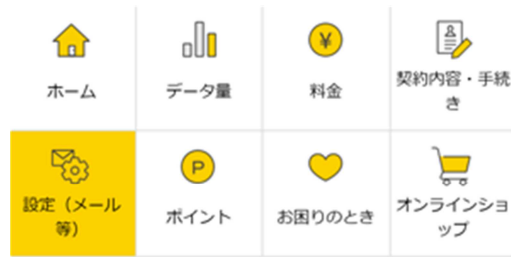 ホーム
データ量
料金
契約内容・手続
き
設定（メール
等）
P
ポイント
お困りのとき
オンラインショ
ップ